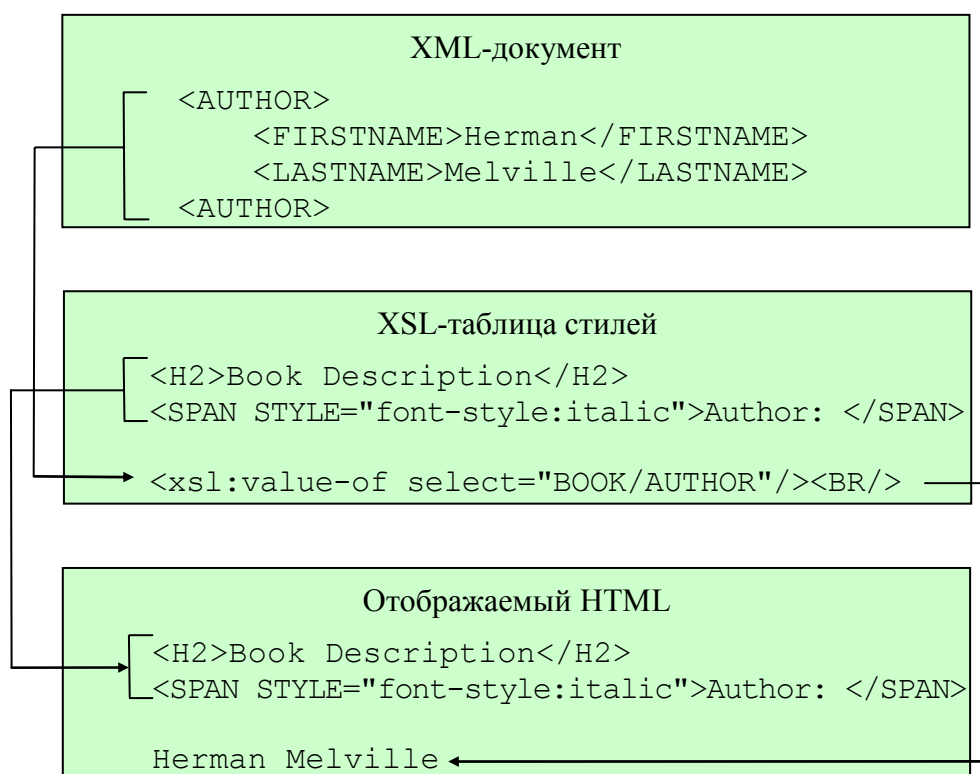 XML-документ
<AUTHOR>
<FIRSTNAME>Herman</FIRSTNAME>
<LASTNAME>Melville</LASTNAME>
<AUTHOR>
XSL-таблица стилей
<H2>Book Description</H2>
<SPAN STYLE="font-style:italic">Author: </SPAN>
<xsl:value-of select="BOOK/AUTHOR"/><BR/>
Отображаемый HTML
<H2>Book Description</H2>
<SPAN STYLE="font-style:italic">Author: </SPAN>
Herman Melville